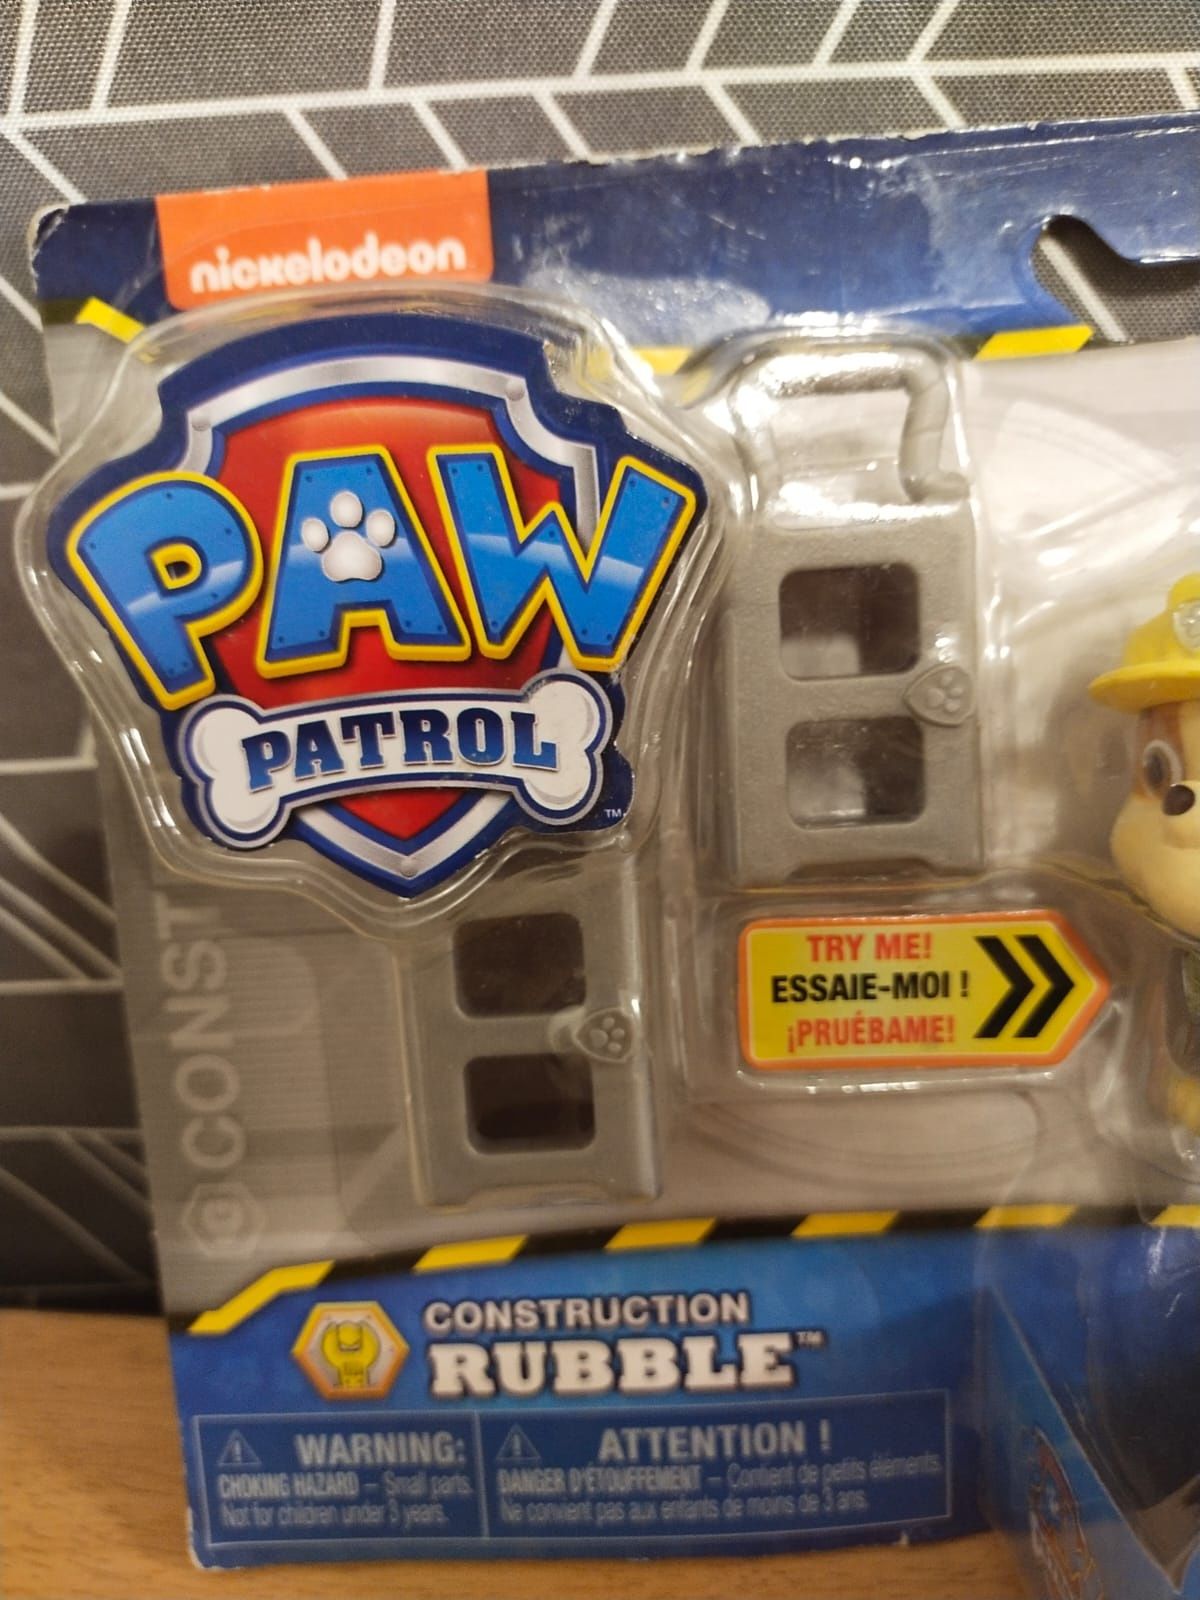 nickelodeon
PAW
PATROL
TM
TRY ME!
ESSAIE-MOI !
¡PRUÉBAME!
CONST
CONSTRUCTION
RUBBLE™
WARNING:
CHOKING HAZARD – Small parts.
Not for children under 3 years.
ATTENTION !
DANGER D'ÉTOUFFEMENT – Contient de petits éléments.
Ne convient pas aux enfants de moins de 3 ans.